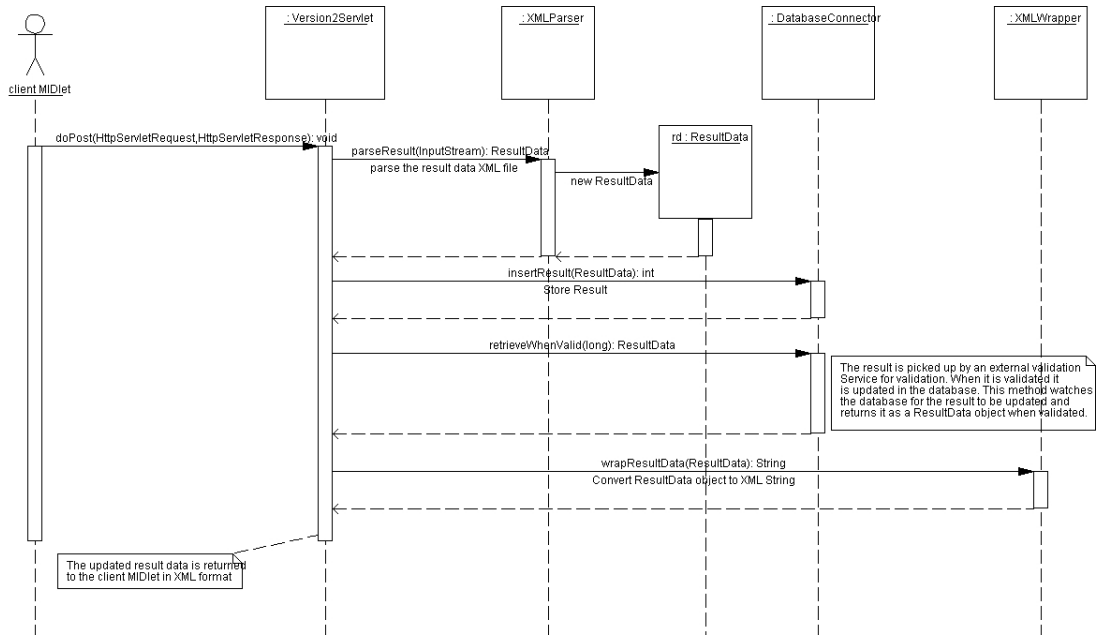 : Version2Servlet
: XMLParser
: DatabaseConnector
: XMLWrapper
client MIDlet
doPost(HttpServletRequest,HttpServletResponse): void
rd : ResultData
parseResult(InputStream): ResultData
parse the result data XML file
new ResultData
insertResult(ResultData): int
Store Result
retrieveWhenValid(long): ResultData
The result is picked up by an external validation
Service for validation. When it is validated it
is updated in the database. This method watches
the database for the result to be updated and
returns it as a ResultData object when validated.
wrapResultData(ResultData): String
Convert ResultData object to XML String
The updated result data is returned
to the client MIDlet in XML format